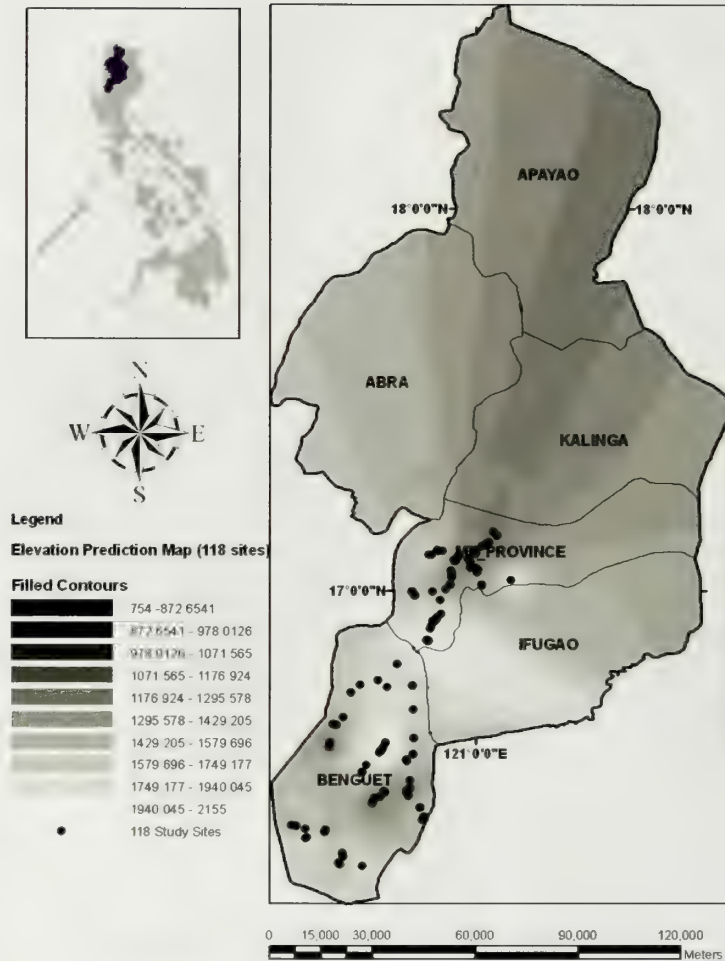 APAYAO
18°0'0"N
18°0'0"N
ABRA
KALINGA
N
W
E
S
Legend
Elevation Prediction Map (118 sites)
Filled Contours
754 -872 6541
872 6541 - 978 0126
978 0126 - 1071 565
1071 565 - 1176 924
1176 924 - 1295 578
1295 578 - 1429 205
1429 205 - 1579 696
1579 696 - 1749 177
1749 177 - 1940 045
1940 045 - 2155
118 Study Sites
PROVINCE
17°0'0"N
IFUGAO
121°0'0"E
BENGUET
0 15,000 30,000 60,000 90,000 120,000
Meters